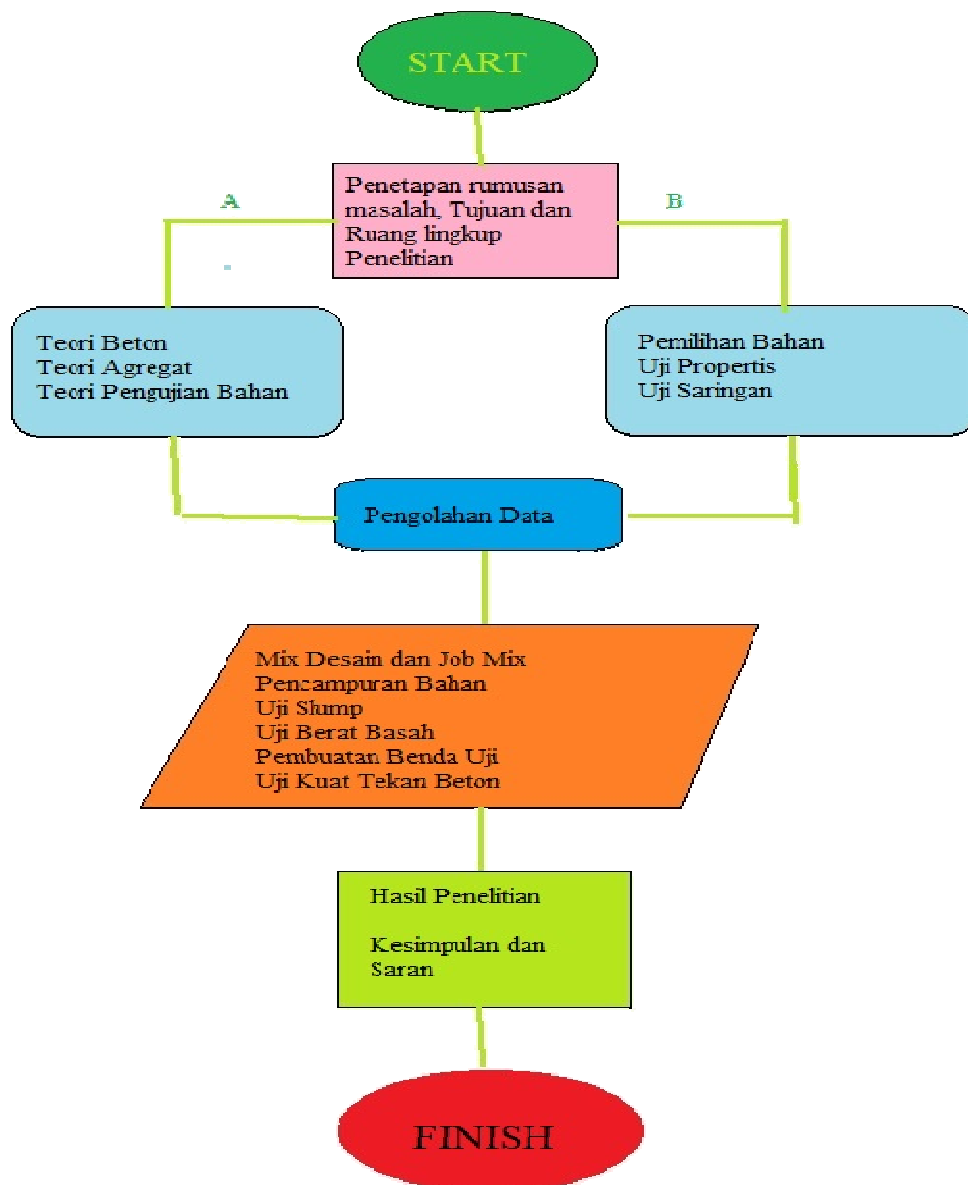 START
Penetapan rumusan
masalah, Tujuan dan
Ruang lingkup
Penelitian
A
B
Teori Beton
Teori Agregat
Teori Pengujian Bahan
Pemilihan Bahan
Uji Propertis
Uji Saringan
Pengolahan Data
Mix Desain dan Job Mix
Pencampuran Bahan
Uji Slump
Uji Berat Basah
Pembuatan Benda Uji
Uji Kuat Tekan Beton
Hasil Penelitian
Kesimpulan dan
Saran
FINISH